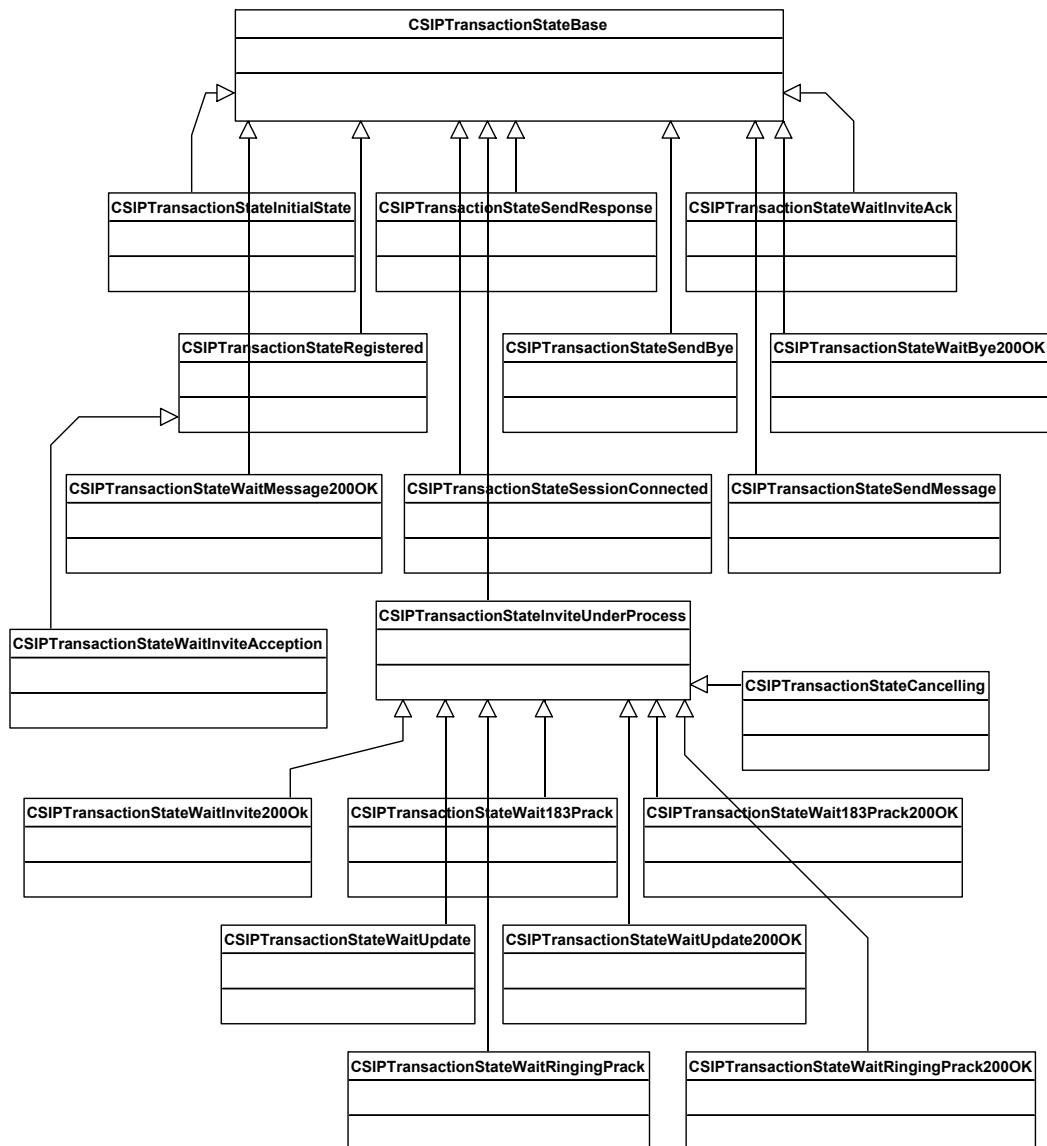 CSIPTransactionStateBase
CSIPTransactionStateInitialState
CSIPTransactionStateSendResponse
CSIPTransactionStateWaitInviteAck
CSIPTransactionStateRegistered
CSIPTransactionStateSendBye
CSIPTransactionStateWaitBye200OK
CSIPTransactionStateWaitMessage200OK
CSIPTransactionStateSessionConnected
CSIPTransactionStateSendMessage
CSIPTransactionStateInviteUnderProcess
CSIPTransactionStateWaitInviteAcception
CSIPTransactionStateCancelling
CSIPTransactionStateWaitInvite200Ok
CSIPTransactionStateWait183Prack
CSIPTransactionStateWait183Prack200OK
CSIPTransactionStateWaitUpdate
CSIPTransactionStateWaitUpdate200OK
CSIPTransactionStateWaitRingingPrack
CSIPTransactionStateWaitRingingPrack200OK